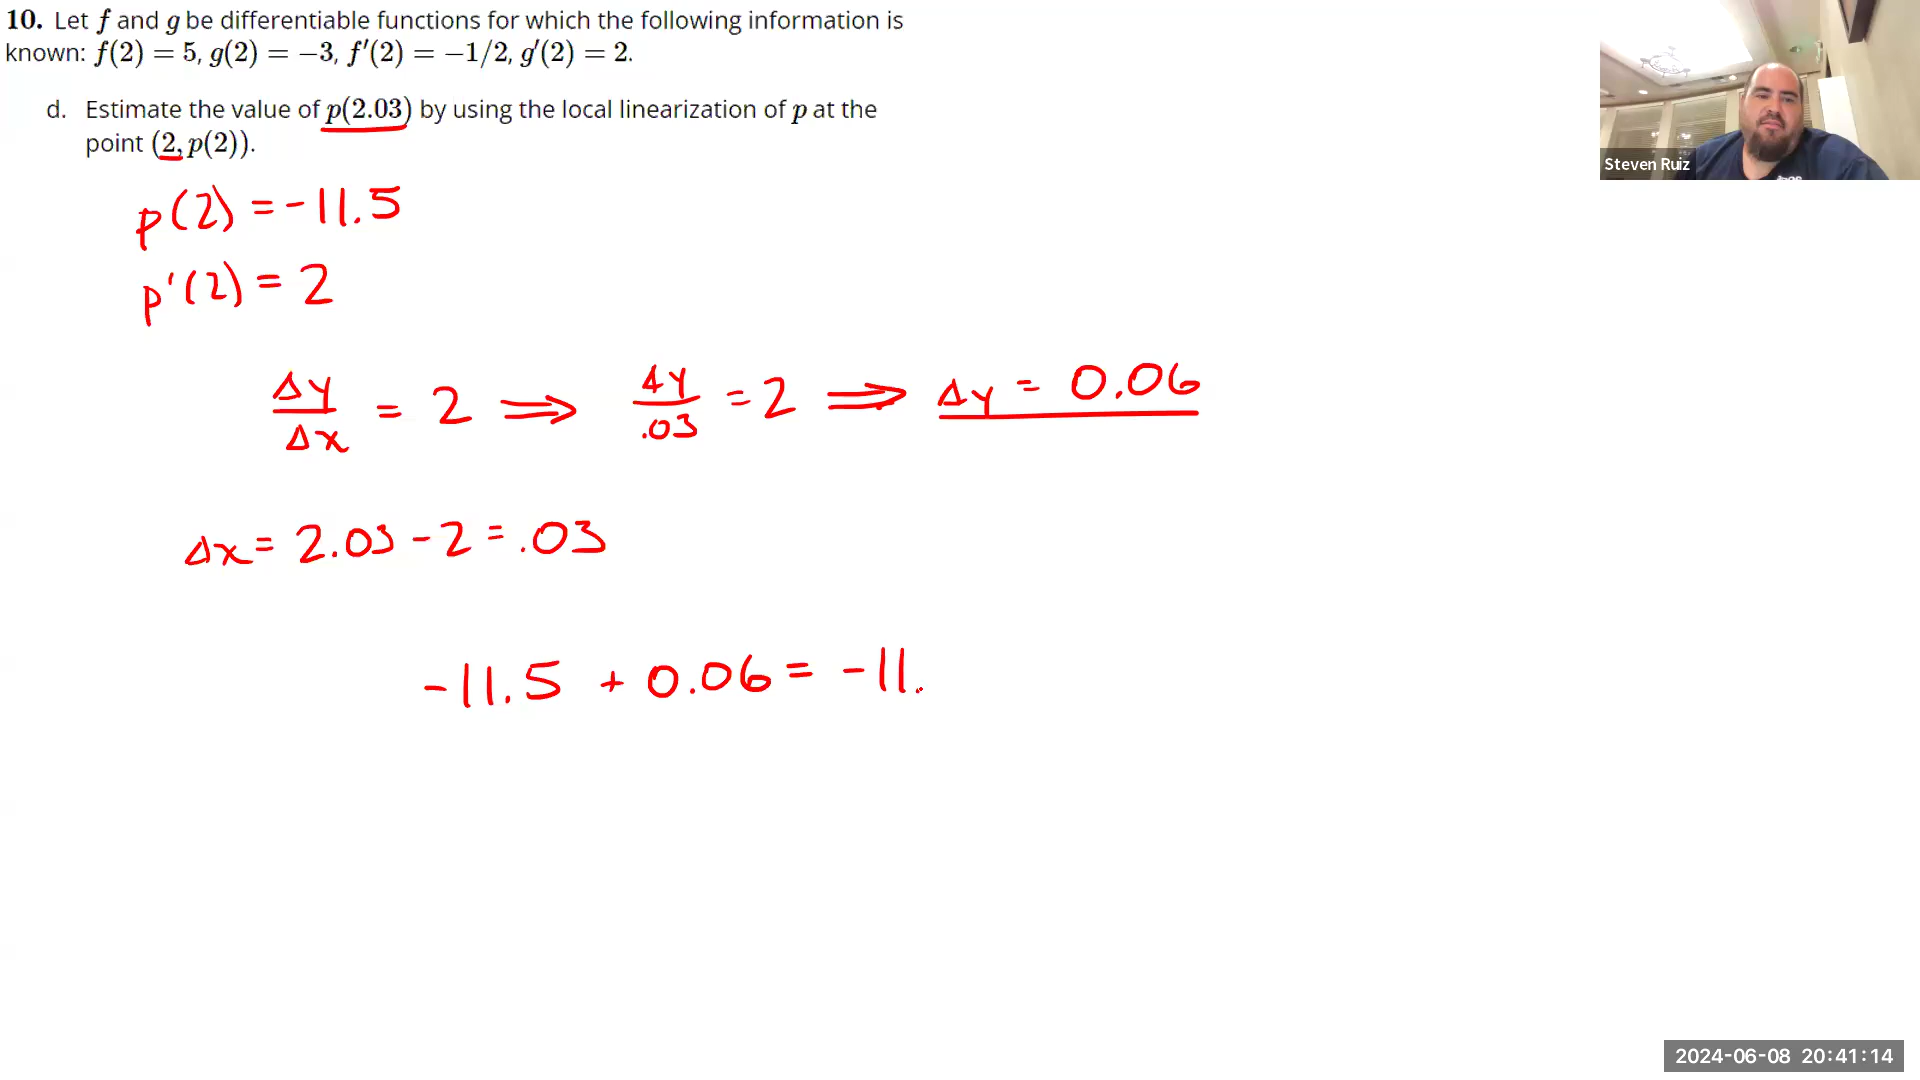 10. Let f and g be differentiable functions for which the following information is
known: f(2) = 5, g(2) = −3, f′(2) = −1/2, g′(2) = 2.
d. Estimate the value of p(2.03) by using the local linearization of p at the
point (2, p(2)).
p(2) = -11.5
p'(2) = 2
Δy/Δx = 2 ⟹ Δy/.03 = 2 ⟹ Δy = 0.06
Δx = 2.03 - 2 = .03
-11.5 + 0.06 = -11.
Steven Ruiz
2024-06-08 20:41:14